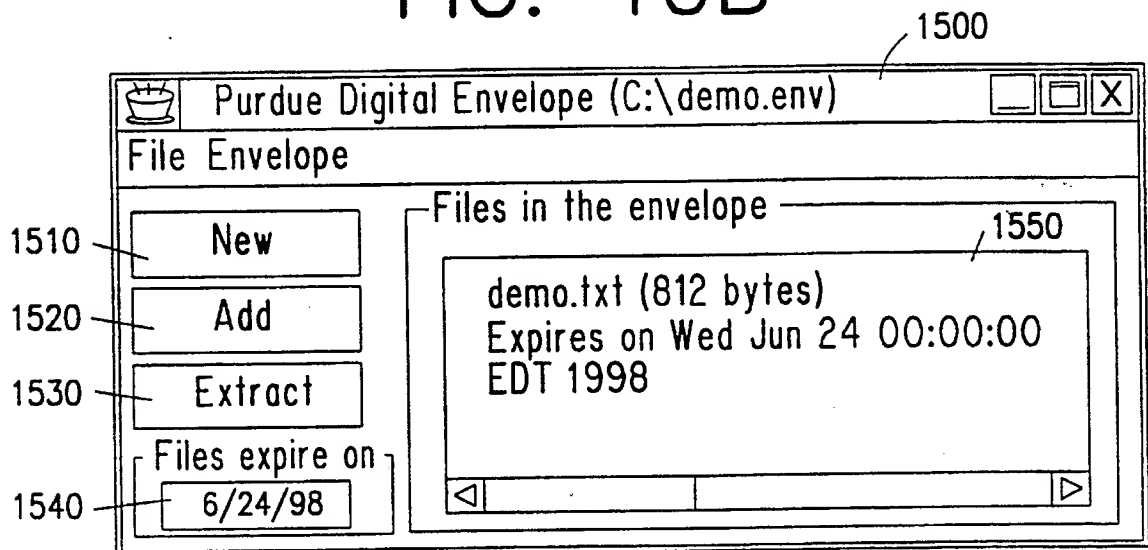 FIG.
1500
Purdue Digital Envelope (C:\demo.env)
File Envelope
1510
New
1520
Add
1530
Extract
Files expire on
1540
6/24/98
Files in the envelope
1550
demo.txt (812 bytes)
Expires on Wed Jun 24 00:00:00
EDT 1998